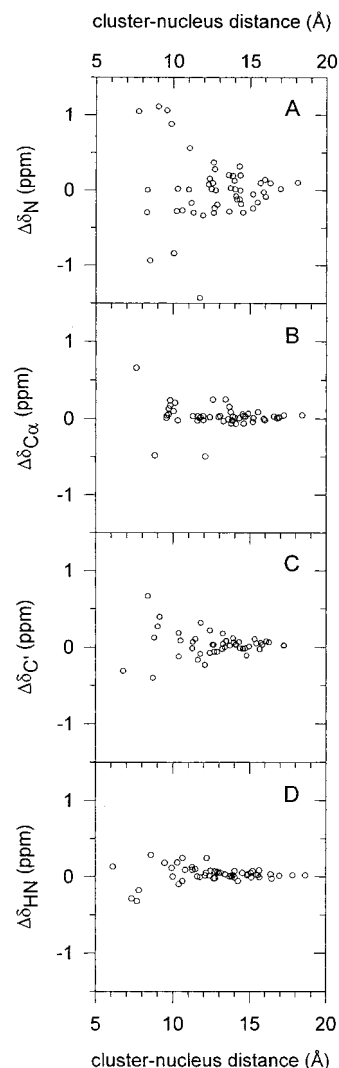 cluster-nucleus distance (Å)
5 10 15 20
A
ΔδN (ppm)
1
0
-1
B
ΔδCα (ppm)
1
0
-1
C
ΔδC' (ppm)
1
0
-1
D
ΔδHN (ppm)
1
0
-1
5 10 15 20
cluster-nucleus distance (Å)